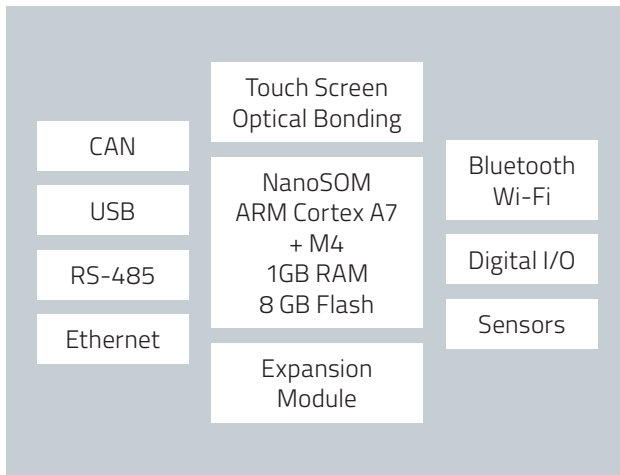 CAN
USB
RS-485
Ethernet
Touch Screen
Optical Bonding
NanoSOM
ARM Cortex A7
+ M4
1GB RAM
8 GB Flash
Expansion
Module
Bluetooth
Wi-Fi
Digital I/O
Sensors